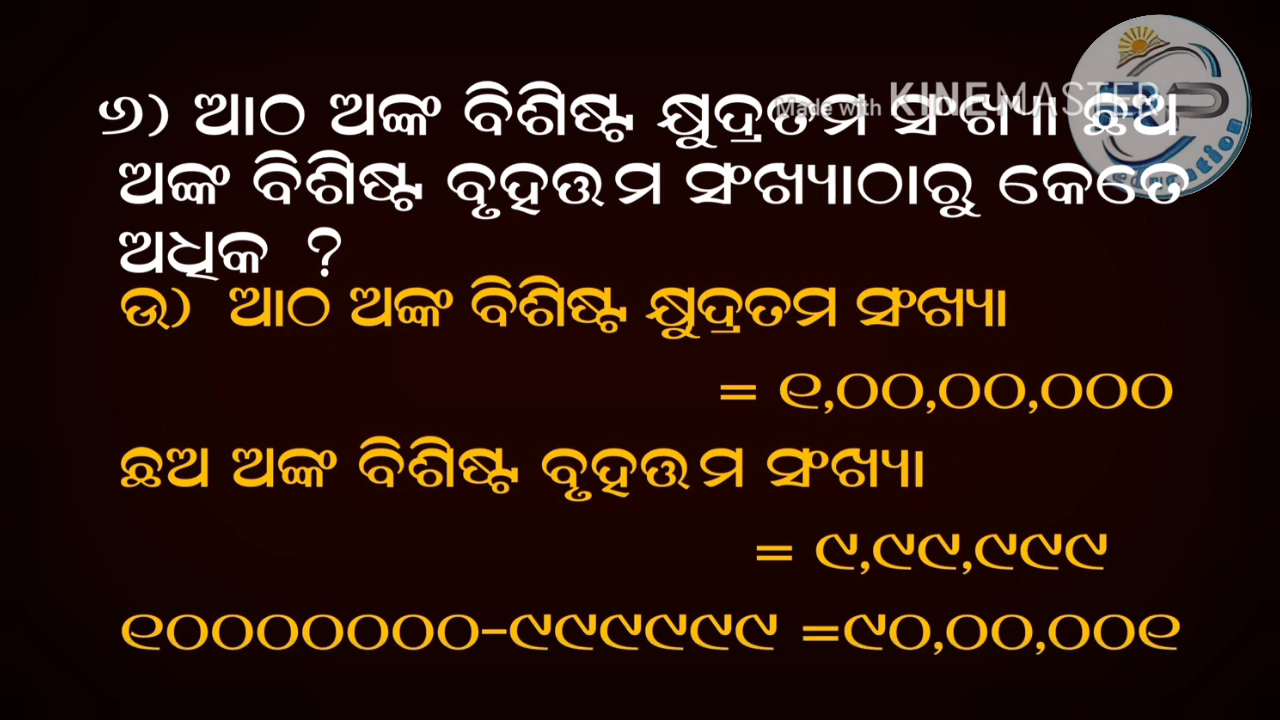 ୬) ଆଠ ଅଙ୍କ ବିଶିଷ୍ଟ କ୍ଷୁଦ୍ରତମ ସଂଖ୍ୟା ଛଅ
ଅଙ୍କ ବିଶିଷ୍ଟ ବୃହତ୍ତମ ସଂଖ୍ୟାଠାରୁ କେତେ
ଅଧିକ ?
ଉ) ଆଠ ଅଙ୍କ ବିଶିଷ୍ଟ କ୍ଷୁଦ୍ରତମ ସଂଖ୍ୟା
= ୧,୦୦,୦୦,୦୦୦
ଛଅ ଅଙ୍କ ବିଶିଷ୍ଟ ବୃହତ୍ତମ ସଂଖ୍ୟା
= ୯,୯୯,୯୯୯
୧୦୦୦୦୦୦୦-୯୯୯୯୯୯ =୯୦,୦୦,୦୦୧
Made with KINEMASTER
education